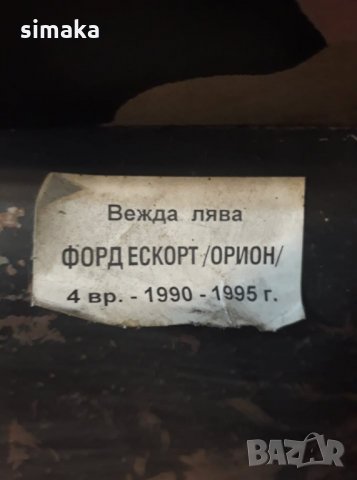 simaka
Вежда лява
ФОРД ЕСКОРТ /ОРИОН/
4 вр. - 1990 - 1995 г.
BAZAR